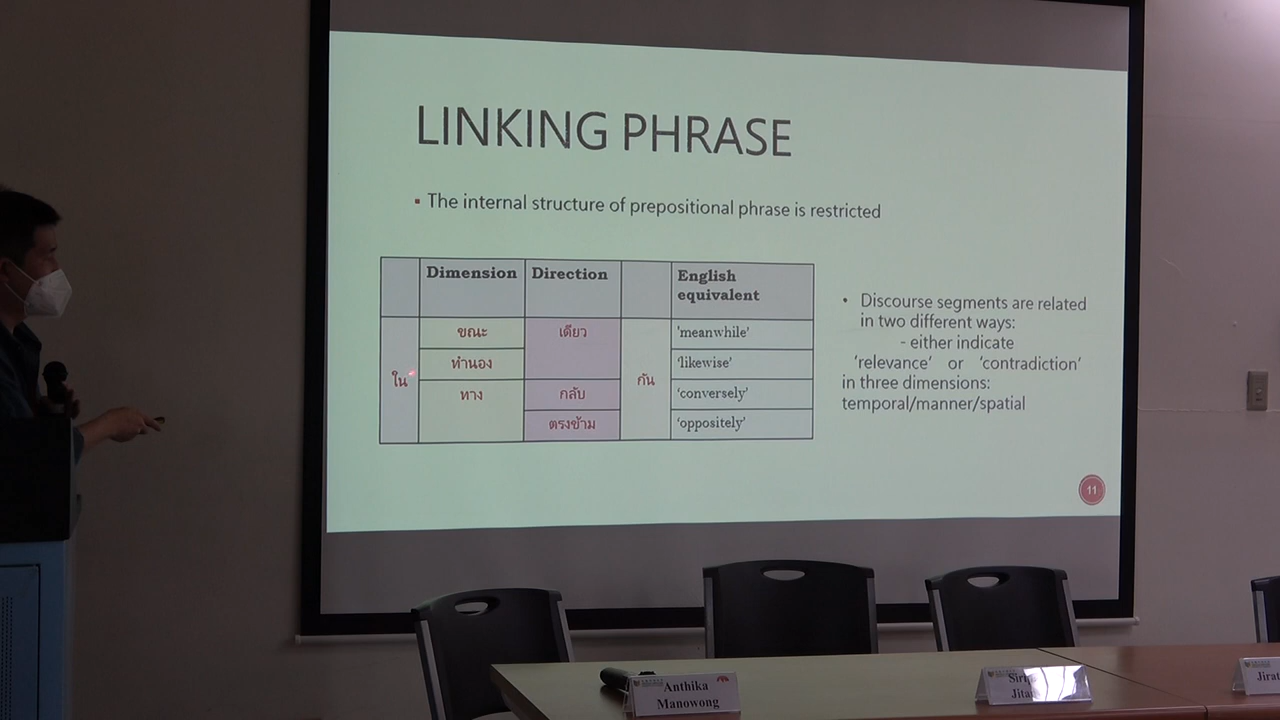 LINKING PHRASE
▪ The internal structure of prepositional phrase is restricted
Dimension Direction English equivalent
ใน ขณะ เดียว กัน 'meanwhile'
ทำนอง 'likewise'
ทาง กลับ 'conversely'
ตรงข้าม 'oppositely'
• Discourse segments are related
in two different ways:
- either indicate
'relevance' or 'contradiction'
in three dimensions:
temporal/manner/spatial
11
Anthika
Manowong